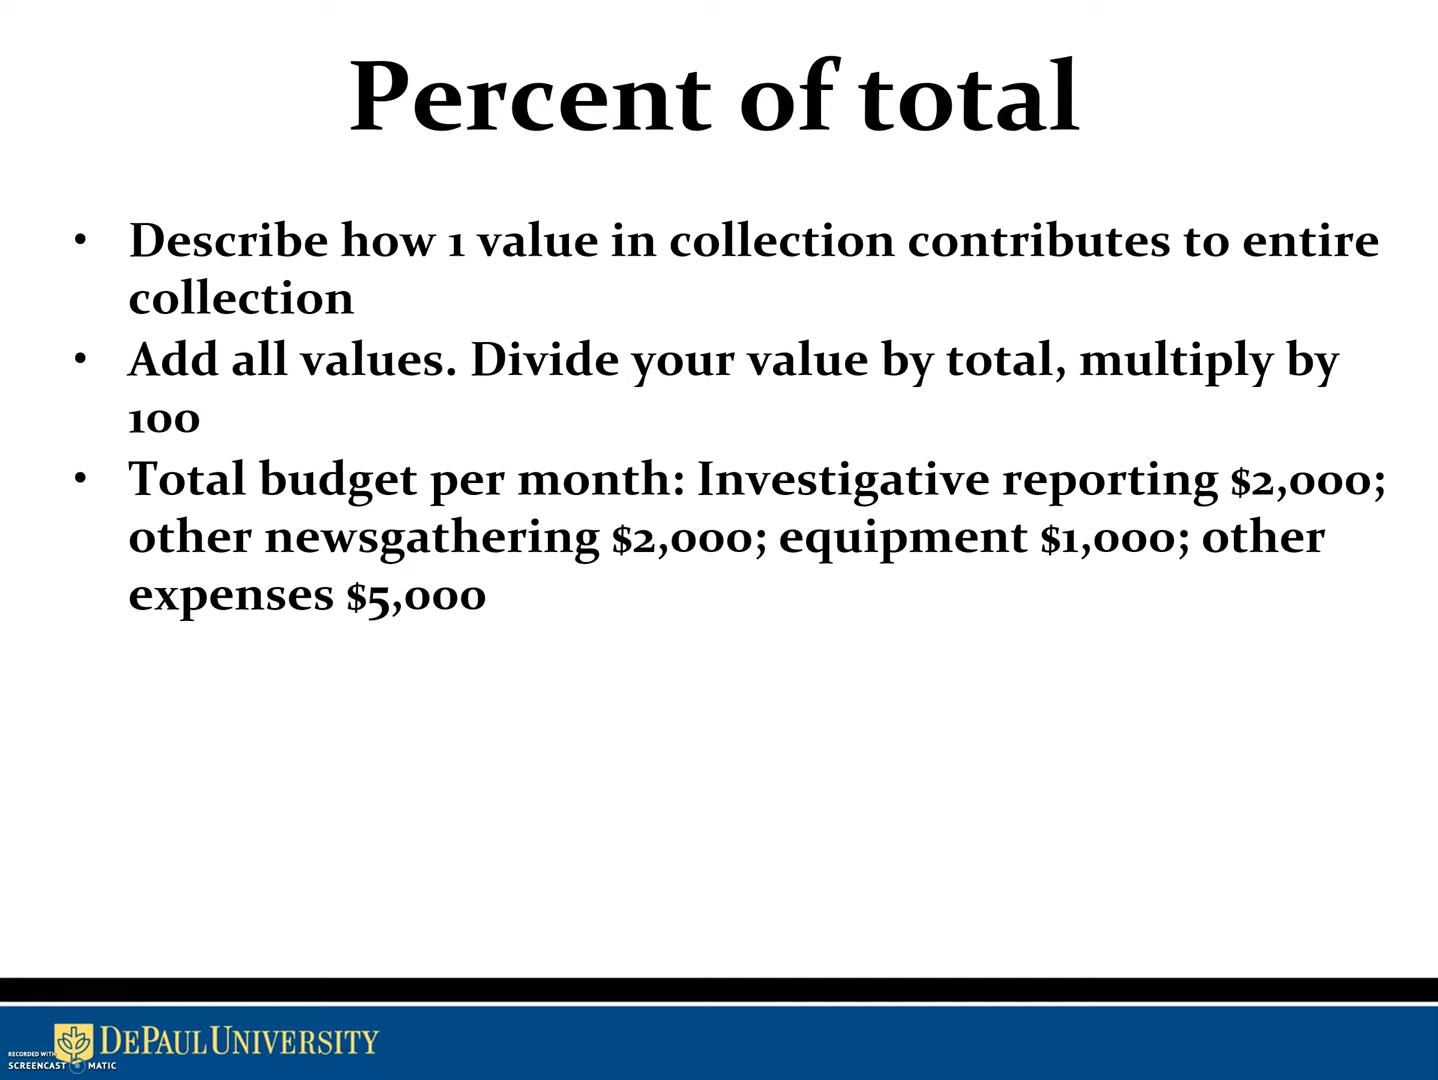 Percent of total
• Describe how 1 value in collection contributes to entire
collection
• Add all values. Divide your value by total, multiply by
100
• Total budget per month: Investigative reporting $2,000;
other newsgathering $2,000; equipment $1,000; other
expenses $5,000
DEPAUL UNIVERSITY
RECORDED WITH
SCREENCAST MATIC